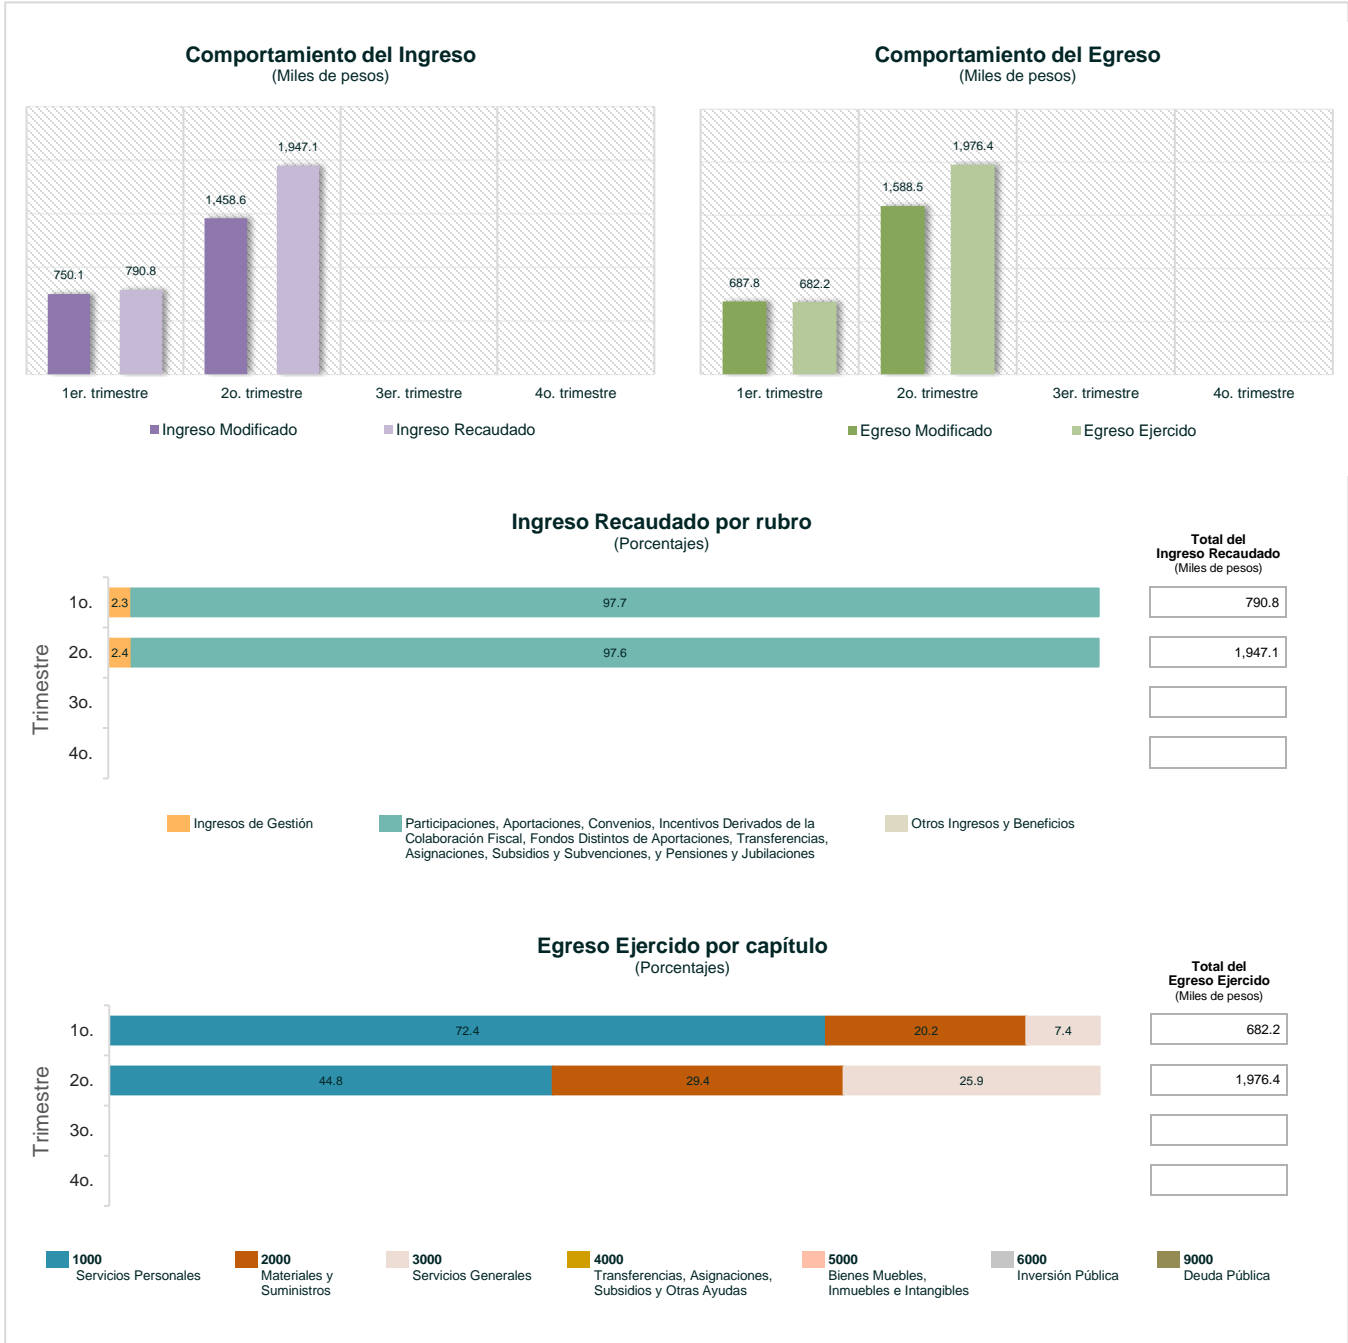 Comportamiento del Ingreso
(Miles de pesos)
750.1
790.8
1,458.6
1,947.1
1er. trimestre
2o. trimestre
3er. trimestre
4o. trimestre
Ingreso Modificado
Ingreso Recaudado
Comportamiento del Egreso
(Miles de pesos)
687.8
682.2
1,588.5
1,976.4
1er. trimestre
2o. trimestre
3er. trimestre
4o. trimestre
Egreso Modificado
Egreso Ejercido
Ingreso Recaudado por rubro
(Porcentajes)
Total del
Ingreso Recaudado
(Miles de pesos)
Trimestre
1o.
2.3
97.7
790.8
2o.
2.4
97.6
1,947.1
3o.
4o.
Ingresos de Gestión
Participaciones, Aportaciones, Convenios, Incentivos Derivados de la
Colaboración Fiscal, Fondos Distintos de Aportaciones, Transferencias,
Asignaciones, Subsidios y Subvenciones, y Pensiones y Jubilaciones
Otros Ingresos y Beneficios
Egreso Ejercido por capítulo
(Porcentajes)
Total del
Egreso Ejercido
(Miles de pesos)
Trimestre
1o.
72.4
20.2
7.4
682.2
2o.
44.8
29.4
25.9
1,976.4
3o.
4o.
1000
Servicios Personales
2000
Materiales y
Suministros
3000
Servicios Generales
4000
Transferencias, Asignaciones,
Subsidios y Otras Ayudas
5000
Bienes Muebles,
Inmuebles e Intangibles
6000
Inversión Pública
9000
Deuda Pública